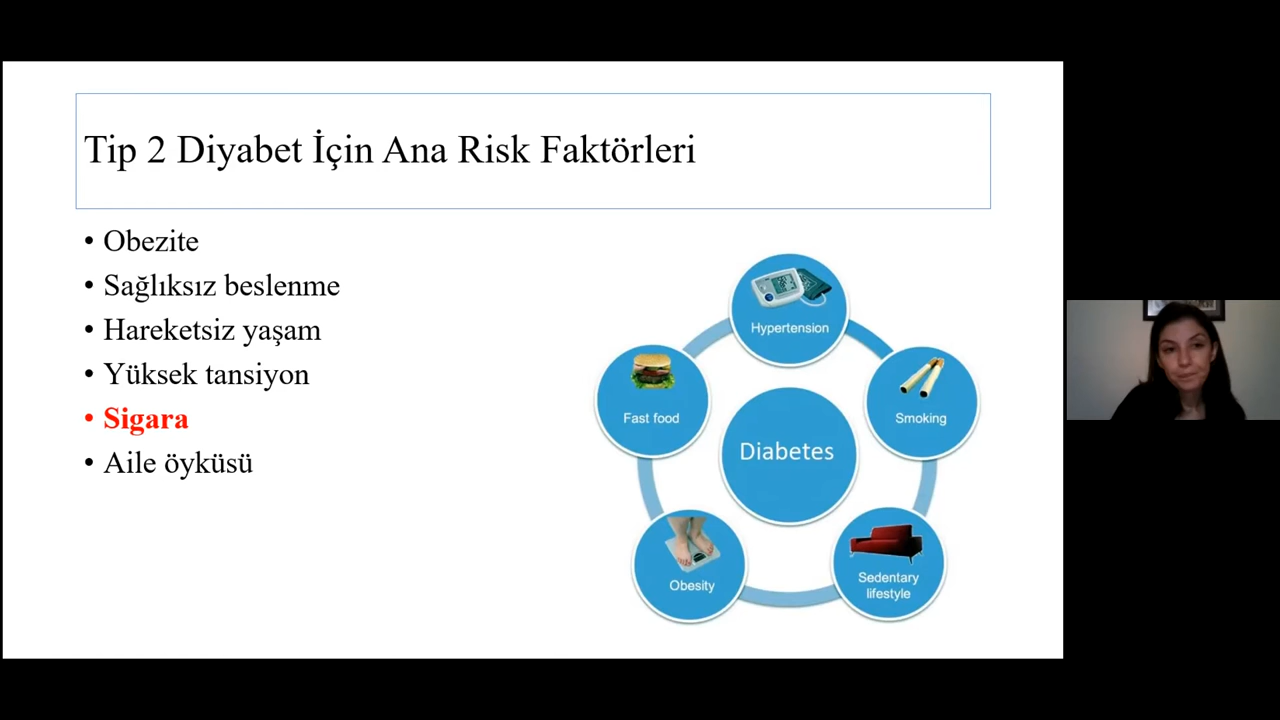 Tip 2 Diyabet İçin Ana Risk Faktörleri
• Obezite
• Sağlıksız beslenme
• Hareketsiz yaşam
• Yüksek tansiyon
• Sigara
• Aile öyküsü
Hypertension
Fast food
Smoking
Diabetes
Obesity
Sedentary
lifestyle